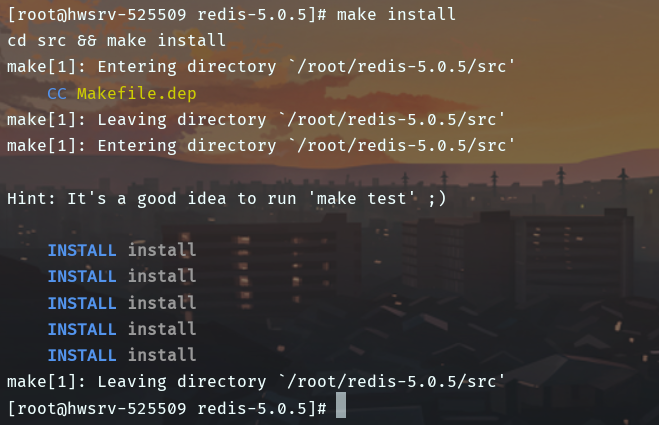 [root@hwsrv-525509 redis-5.0.5]# make install
cd src && make install
make[1]: Entering directory `/root/redis-5.0.5/src'
CC Makefile.dep
make[1]: Leaving directory `/root/redis-5.0.5/src'
make[1]: Entering directory `/root/redis-5.0.5/src'
Hint: It's a good idea to run 'make test' ;)
INSTALL install
INSTALL install
INSTALL install
INSTALL install
INSTALL install
make[1]: Leaving directory `/root/redis-5.0.5/src'
[root@hwsrv-525509 redis-5.0.5]#